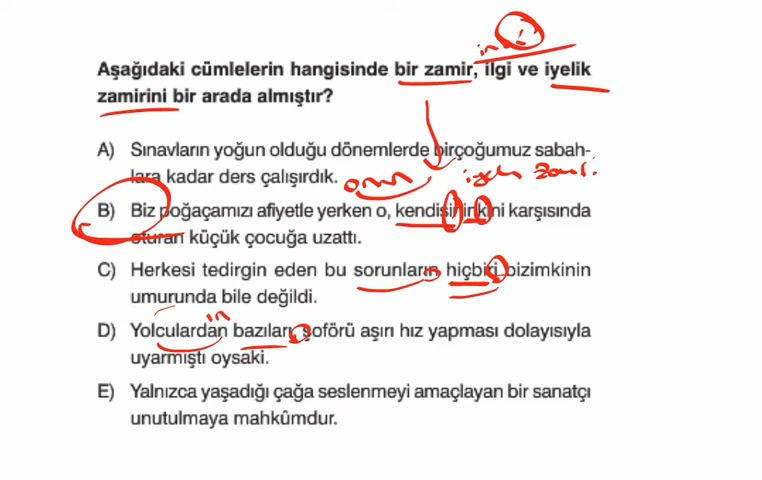 in i
Aşağıdaki cümlelerin hangisinde bir zamir, ilgi ve iyelik
zamirini bir arada almıştır?
A) Sınavların yoğun olduğu dönemlerde birçoğumuz sabah-
lara kadar ders çalışırdık.
onun iyelik zamiri
B) Biz poğaçamızı afiyetle yerken o, kendisininkini karşısında
oturan küçük çocuğa uzattı.
C) Herkesi tedirgin eden bu sorunların hiçbiri bizimkinin
umurunda bile değildi.
in
D) Yolculardan bazıları, şoförü aşırı hız yapması dolayısıyla
uyarmıştı oysaki.
E) Yalnızca yaşadığı çağa seslenmeyi amaçlayan bir sanatçı
unutulmaya mahkûmdur.